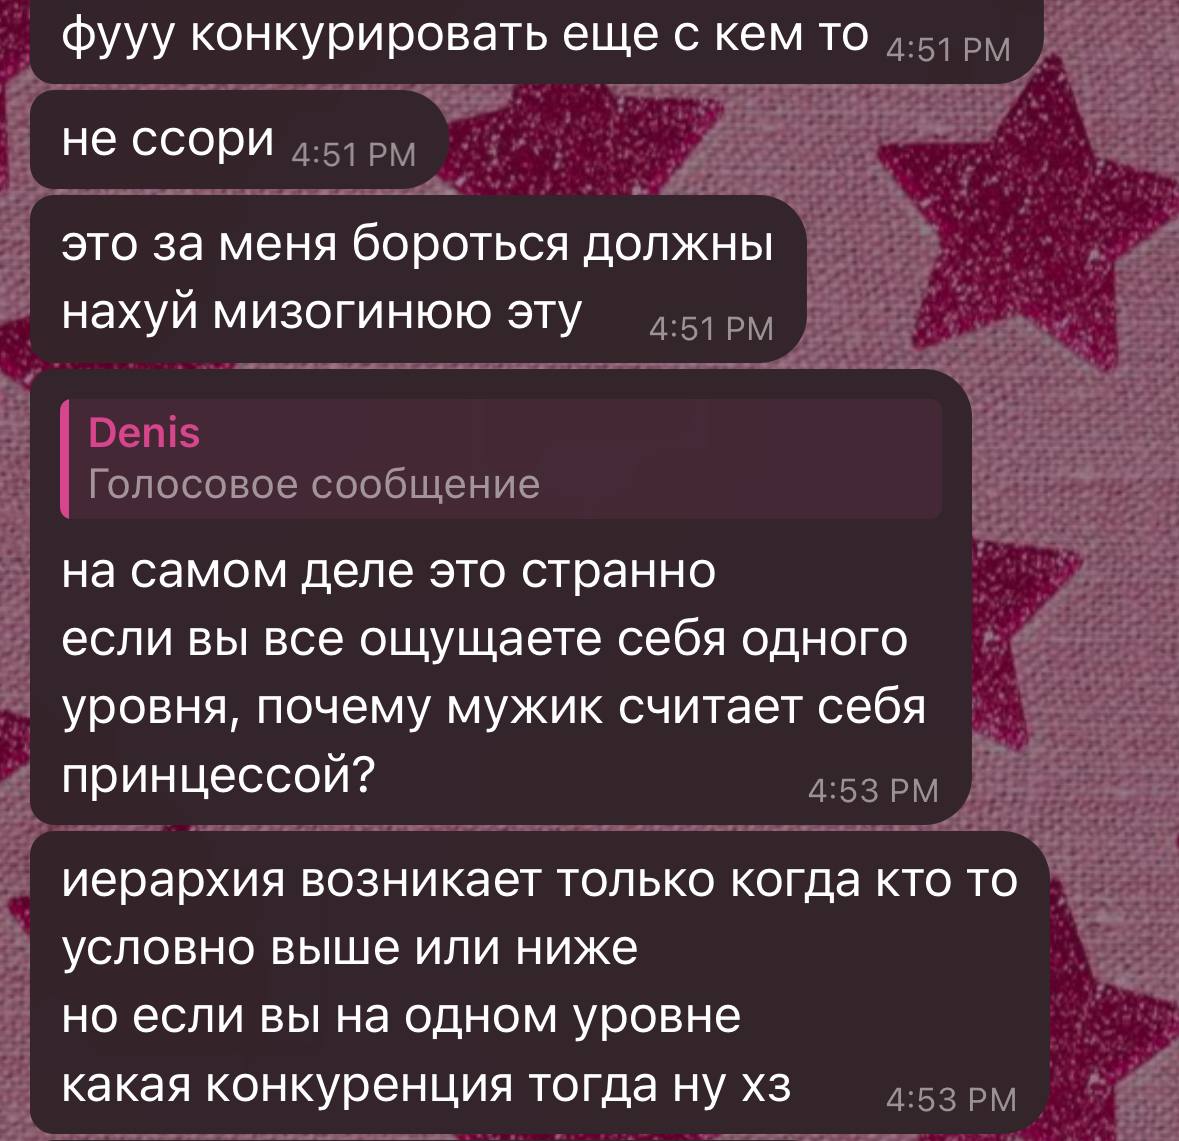 фууу конкурировать еще с кем то 4:51 PM
не ссори 4:51 PM
это за меня бороться должны
нахуй мизогинюю эту 4:51 PM
Denis
Голосовое сообщение
на самом деле это странно
если вы все ощущаете себя одного
уровня, почему мужик считает себя
принцессой? 4:53 PM
иерархия возникает только когда кто то
условно выше или ниже
но если вы на одном уровне
какая конкуренция тогда ну хз 4:53 PM